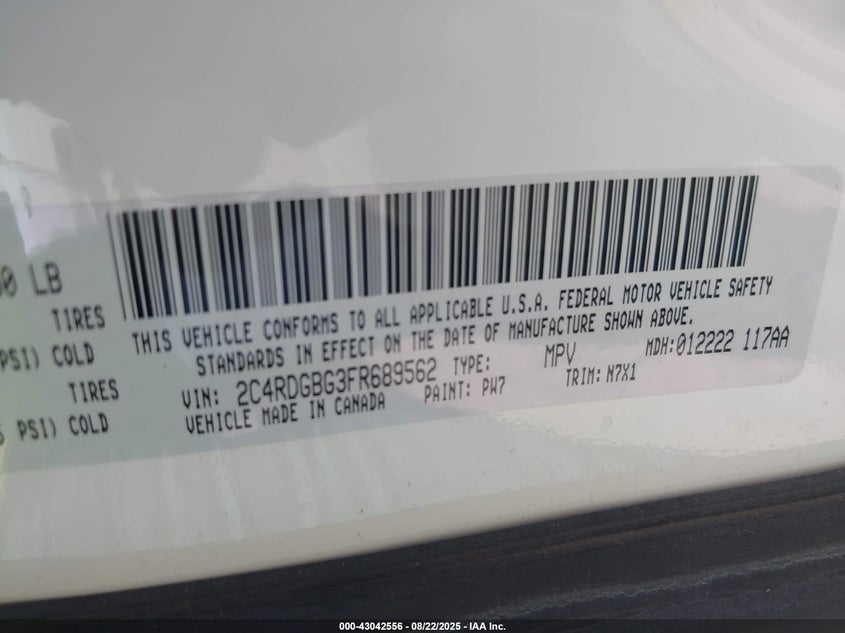 0 LB
TIRES
PSI) COLD
TIRES
PSI) COLD
THIS VEHICLE CONFORMS TO ALL APPLICABLE U.S.A. FEDERAL MOTOR VEHICLE SAFETY
STANDARDS IN EFFECT ON THE DATE OF MANUFACTURE SHOWN ABOVE.
VIN: 2C4RDGBG3FR689562 TYPE: MPV MDH:012222 117AA
VEHICLE MADE IN CANADA PAINT: PW7 TRIM: N7X1
000-43042556 - 08/22/2025 - IAA Inc.